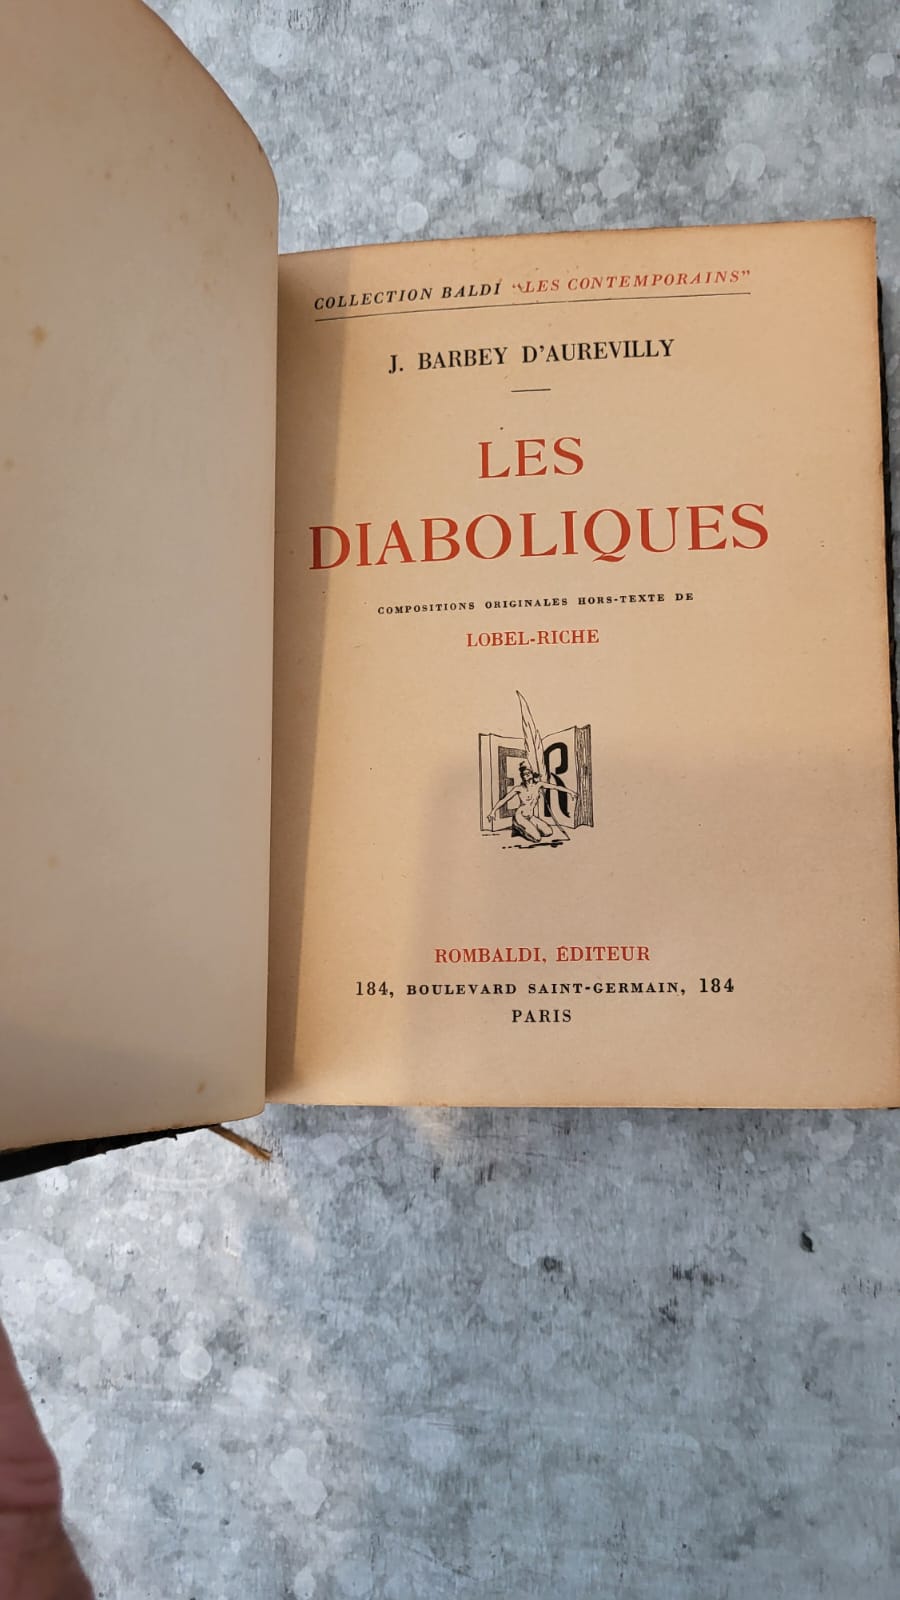 COLLECTION BALDI "LES CONTEMPORAINS"
J. BARBEY D'AUREVILLY
LES
DIABOLIQUES
COMPOSITIONS ORIGINALES HORS-TEXTE DE
LOBEL-RICHE
ER
ROMBALDI, ÉDITEUR
184, BOULEVARD SAINT-GERMAIN, 184
PARIS